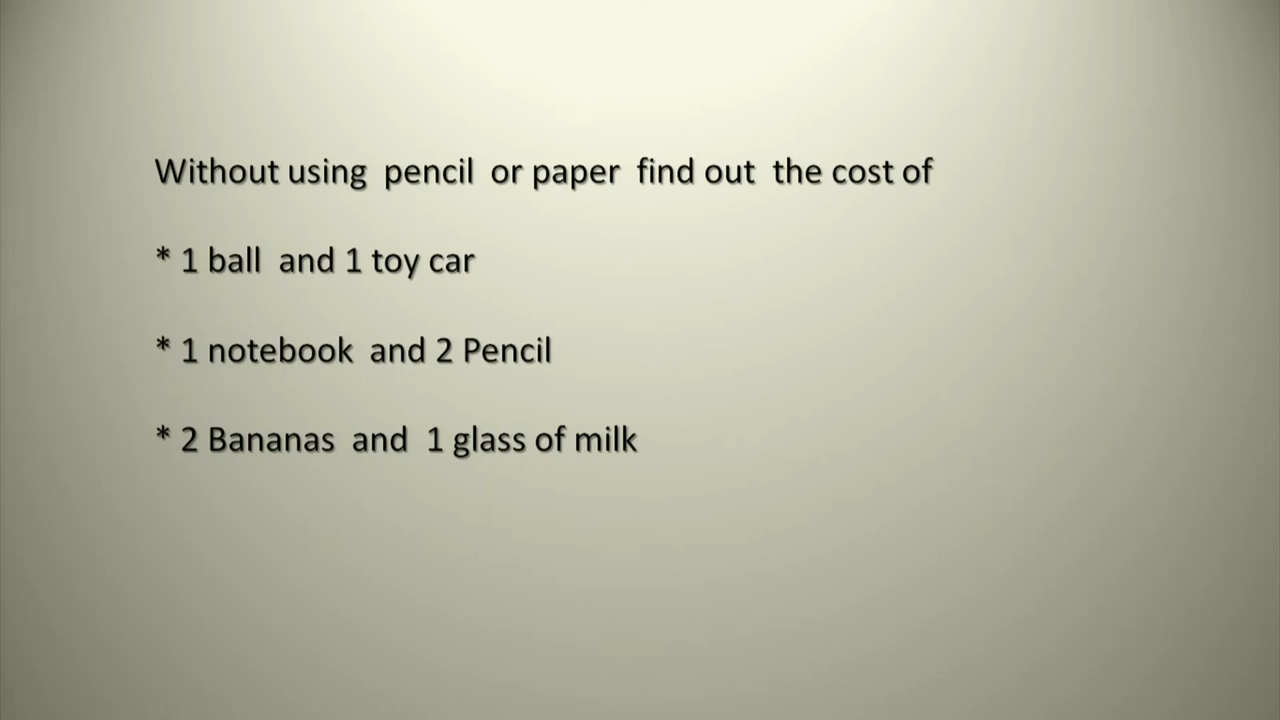 Without using pencil or paper find out the cost of
* 1 ball and 1 toy car
* 1 notebook and 2 Pencil
* 2 Bananas and 1 glass of milk